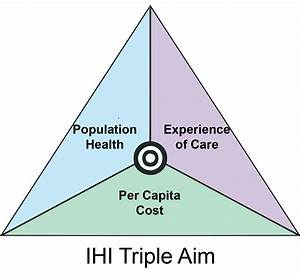 Population
Health
Experience
of Care
Per Capita
Cost
IHI Triple Aim